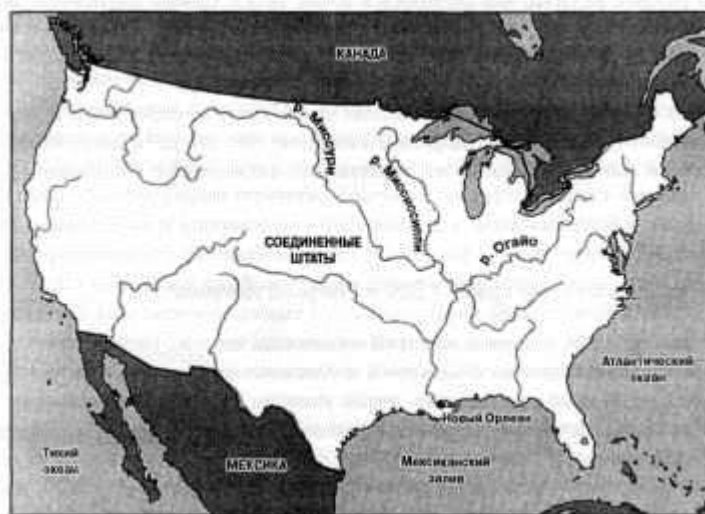 КАНАДА
р. Миссури
р. Миссисипи
р. Огайо
СОЕДИНЕННЫЕ
ШТАТЫ
Атлантический
океан
Новый Орлеан
Тихий
океан
МЕКСИКА
Мексиканский
залив